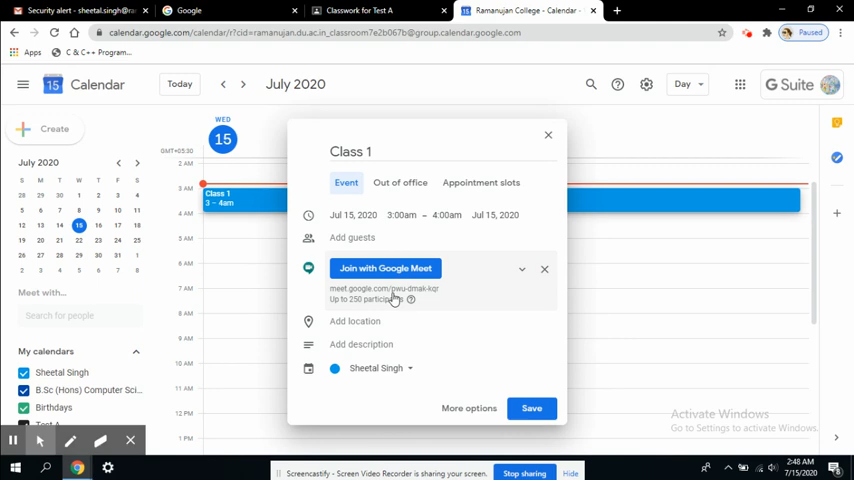 Security alert - sheetal.singh@ra
Google
Classwork for Test A
Ramanujan College - Calendar -
calendar.google.com/calendar/r?cid=ramanujan.du.ac.in_classroom7e2b067b@group.calendar.google.com
Paused
Apps
C & C++ Program...
15
Calendar
Today
July 2020
Day
G Suite
Create
WED
15
GMT+05:30
July 2020
S M T W T F S
28 29 30 1 2 3 4
5 6 7 8 9 10 11
12 13 14 15 16 17 18
19 20 21 22 23 24 25
26 27 28 29 30 31 1
2 3 4 5 6 7 8
Meet with...
Search for people
My calendars
Sheetal Singh
B.Sc (Hons) Computer Sci...
Birthdays
2 AM
3 AM
4 AM
5 AM
6 AM
7 AM
8 AM
9 AM
10 AM
11 AM
12 PM
1 PM
Class 1
3 – 4am
Class 1
Event
Out of office
Appointment slots
Jul 15, 2020 3:00am – 4:00am Jul 15, 2020
Add guests
Join with Google Meet
meet.google.com/pwu-dmak-kqr
Up to 250 participants
Add location
Add description
Sheetal Singh
More options
Save
Activate Windows
Go to Settings to activate Windows.
Screencastify - Screen Video Recorder is sharing your screen.
Stop sharing
Hide
2:48 AM
7/15/2020
8